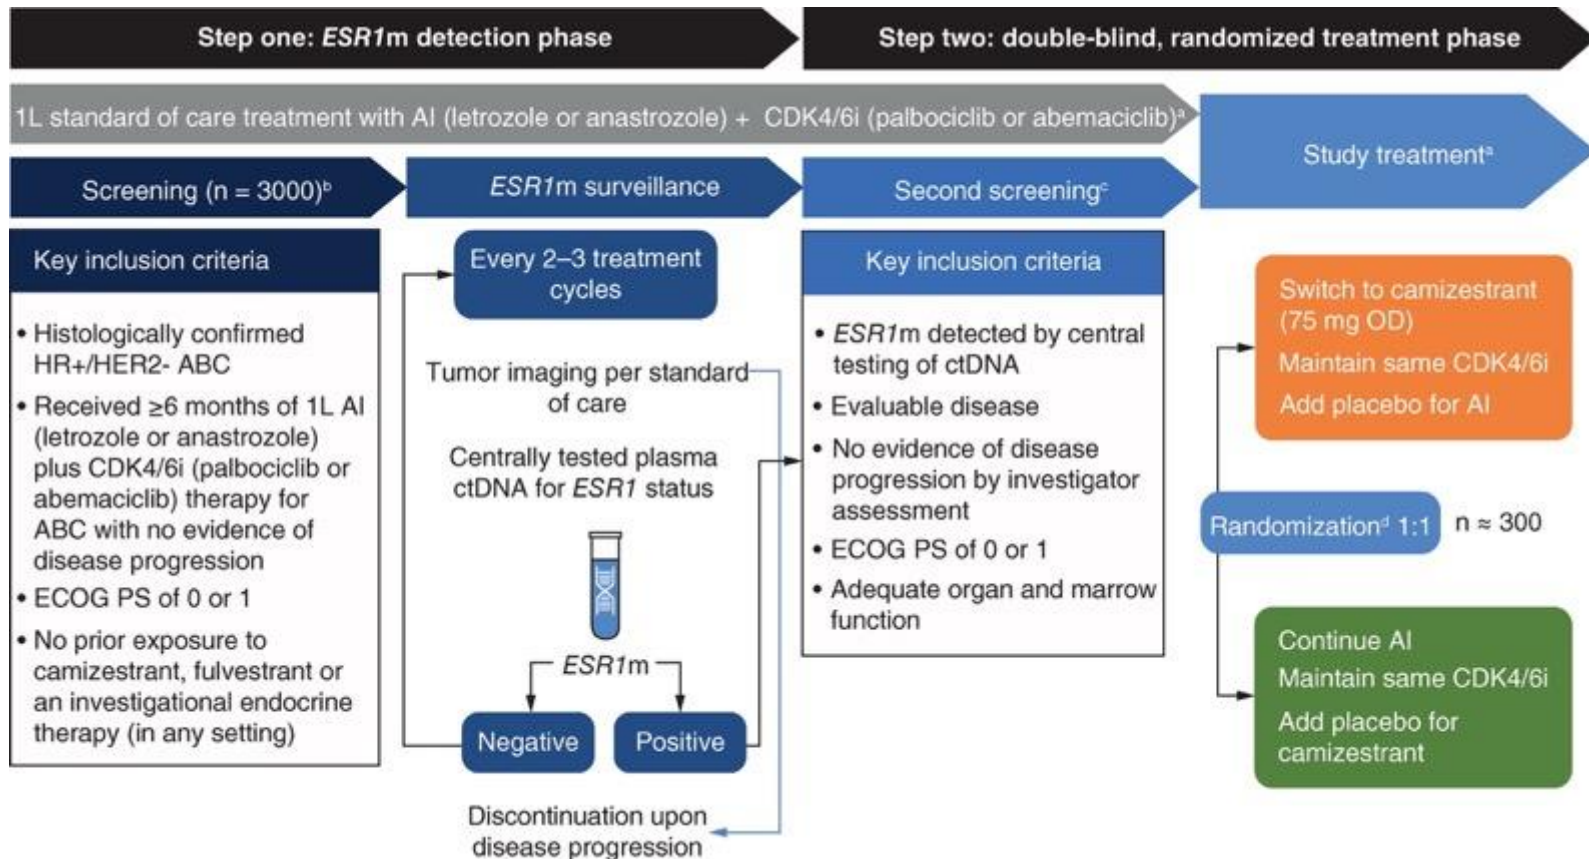 Step one: ESR1m detection phase
Step two: double-blind, randomized treatment phase
1L standard of care treatment with AI (letrozole or anastrozole) + CDK4/6i (palbociclib or abemaciclib)ᵃ
Study treatmentᵃ
Screening (n = 3000)ᵇ
ESR1m surveillance
Second screeningᶜ
Key inclusion criteria
• Histologically confirmed
HR+/HER2- ABC
• Received ≥6 months of 1L AI
(letrozole or anastrozole)
plus CDK4/6i (palbociclib or
abemaciclib) therapy for
ABC with no evidence of
disease progression
• ECOG PS of 0 or 1
• No prior exposure to
camizestrant, fulvestrant or
an investigational endocrine
therapy (in any setting)
Every 2–3 treatment
cycles
Tumor imaging per standard
of care
Centrally tested plasma
ctDNA for ESR1 status
ESR1m
Negative
Positive
Discontinuation upon
disease progression
Key inclusion criteria
• ESR1m detected by central
testing of ctDNA
• Evaluable disease
• No evidence of disease
progression by investigator
assessment
• ECOG PS of 0 or 1
• Adequate organ and marrow
function
Switch to camizestrant
(75 mg OD)
Maintain same CDK4/6i
Add placebo for AI
Randomizationᵈ 1:1
n ≈ 300
Continue AI
Maintain same CDK4/6i
Add placebo for
camizestrant